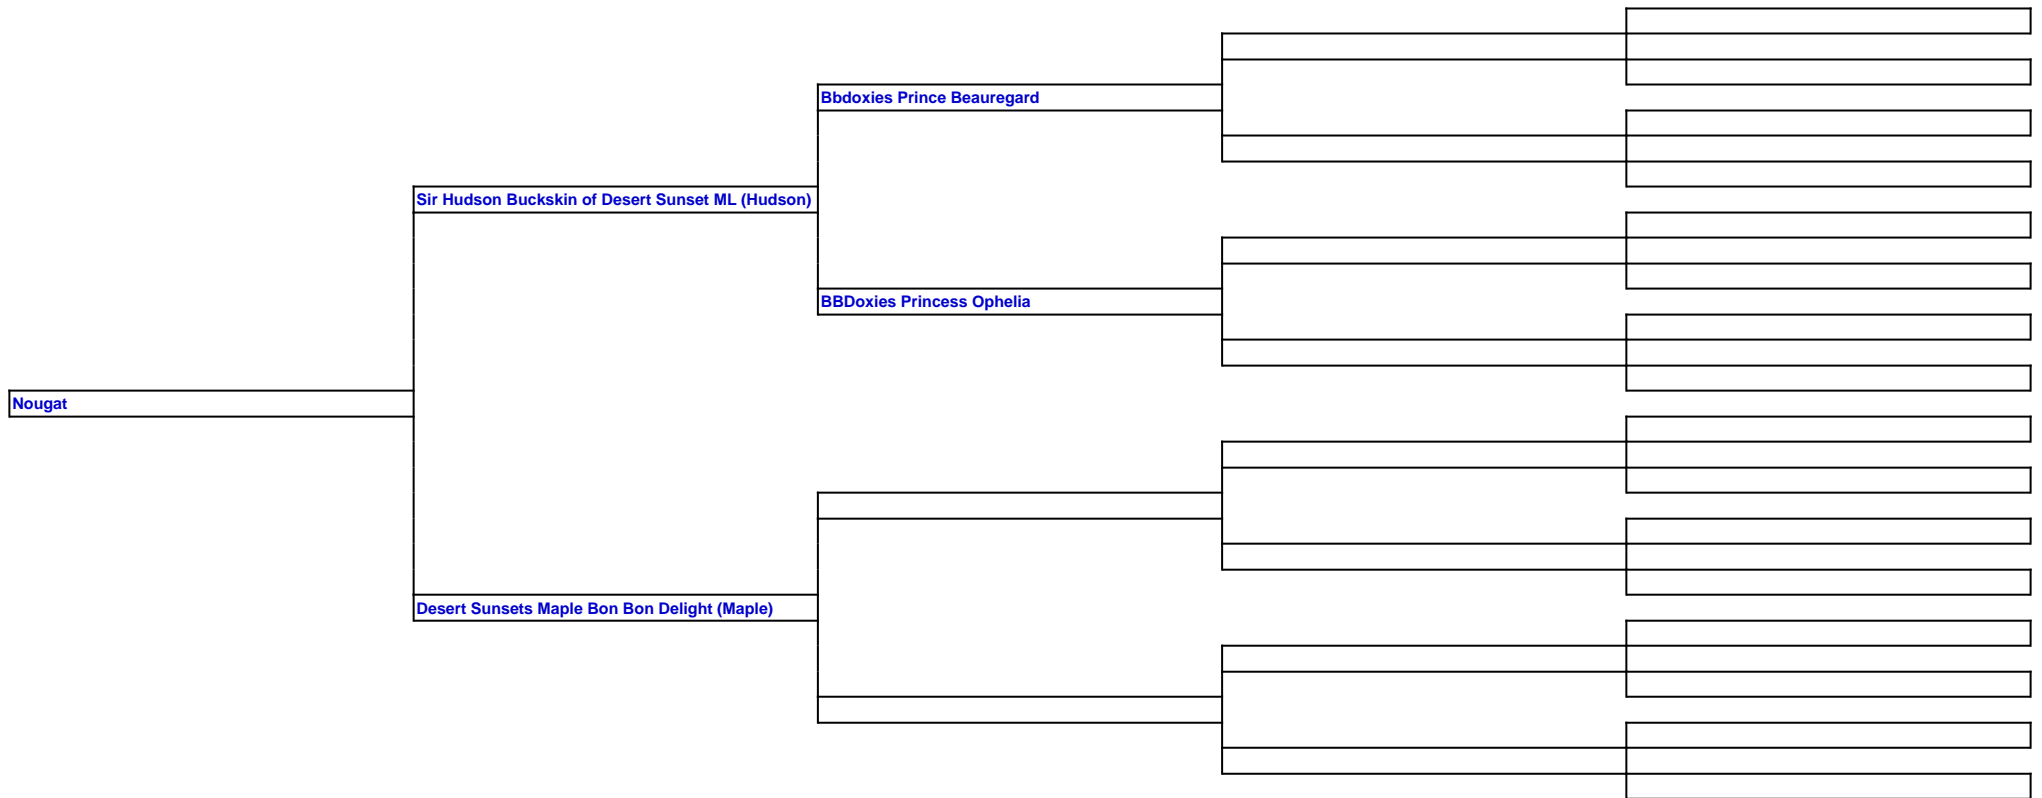 Bbdoxies Prince Beauregard
Sir Hudson Buckskin of Desert Sunset ML (Hudson)
BBDoxies Princess Ophelia
Nougat
Desert Sunsets Maple Bon Bon Delight (Maple)